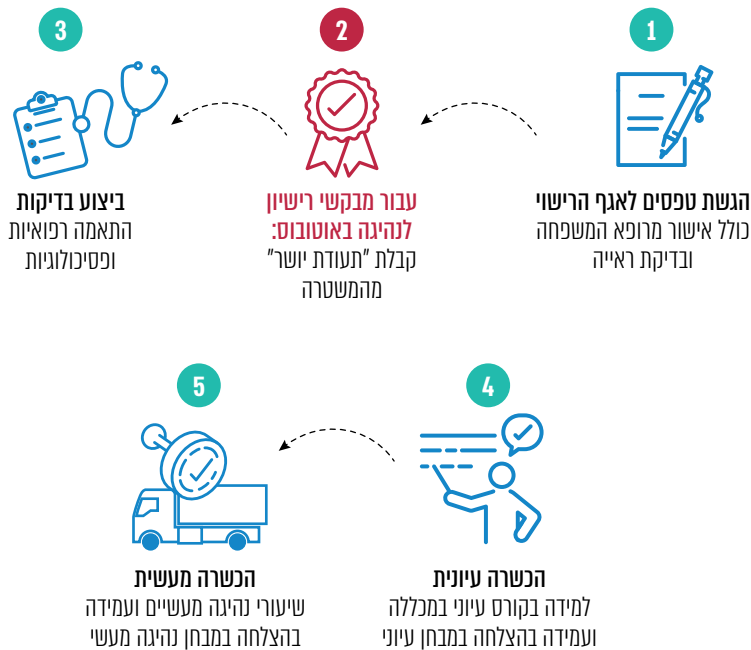 1
הגשת טפסים לאגף הרישוי
כולל אישור מרופא המשפחה
ובדיקת ראייה
2
עבור מבקשי רישיון
לנהיגה באוטובוס:
קבלת "תעודת יושר"
מהמשטרה
3
ביצוע בדיקות
התאמה רפואיות
ופסיכולוגיות
4
הכשרה עיונית
למידה בקורס עיוני במכללה
ועמידה בהצלחה במבחן עיוני
5
הכשרה מעשית
שיעורי נהיגה מעשיים ועמידה
בהצלחה במבחן נהיגה מעשי